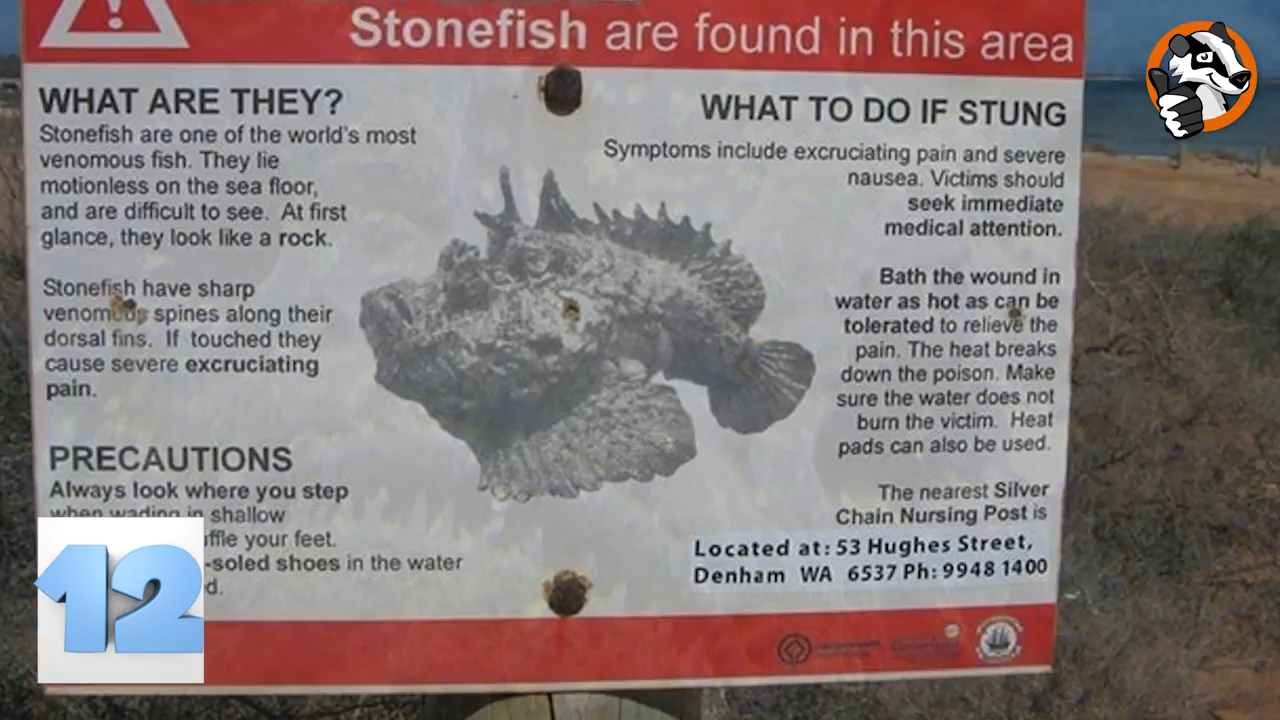 Stonefish are found in this area
WHAT ARE THEY?
Stonefish are one of the world's most
venomous fish. They lie
motionless on the sea floor,
and are difficult to see. At first
glance, they look like a rock.
Stonefish have sharp
venomous spines along their
dorsal fins. If touched they
cause severe excruciating
pain.
PRECAUTIONS
Always look where you step
when wading in shallow
your feet.
-soled shoes in the water
WHAT TO DO IF STUNG
Symptoms include excruciating pain and severe
nausea. Victims should
seek immediate
medical attention.
Bath the wound in
water as hot as can be
tolerated to relieve the
pain. The heat breaks
down the poison. Make
sure the water does not
burn the victim. Heat
pads can also be used.
The nearest Silver
Chain Nursing Post is
Located at: 53 Hughes Street,
Denham WA 6537 Ph: 9948 1400
12